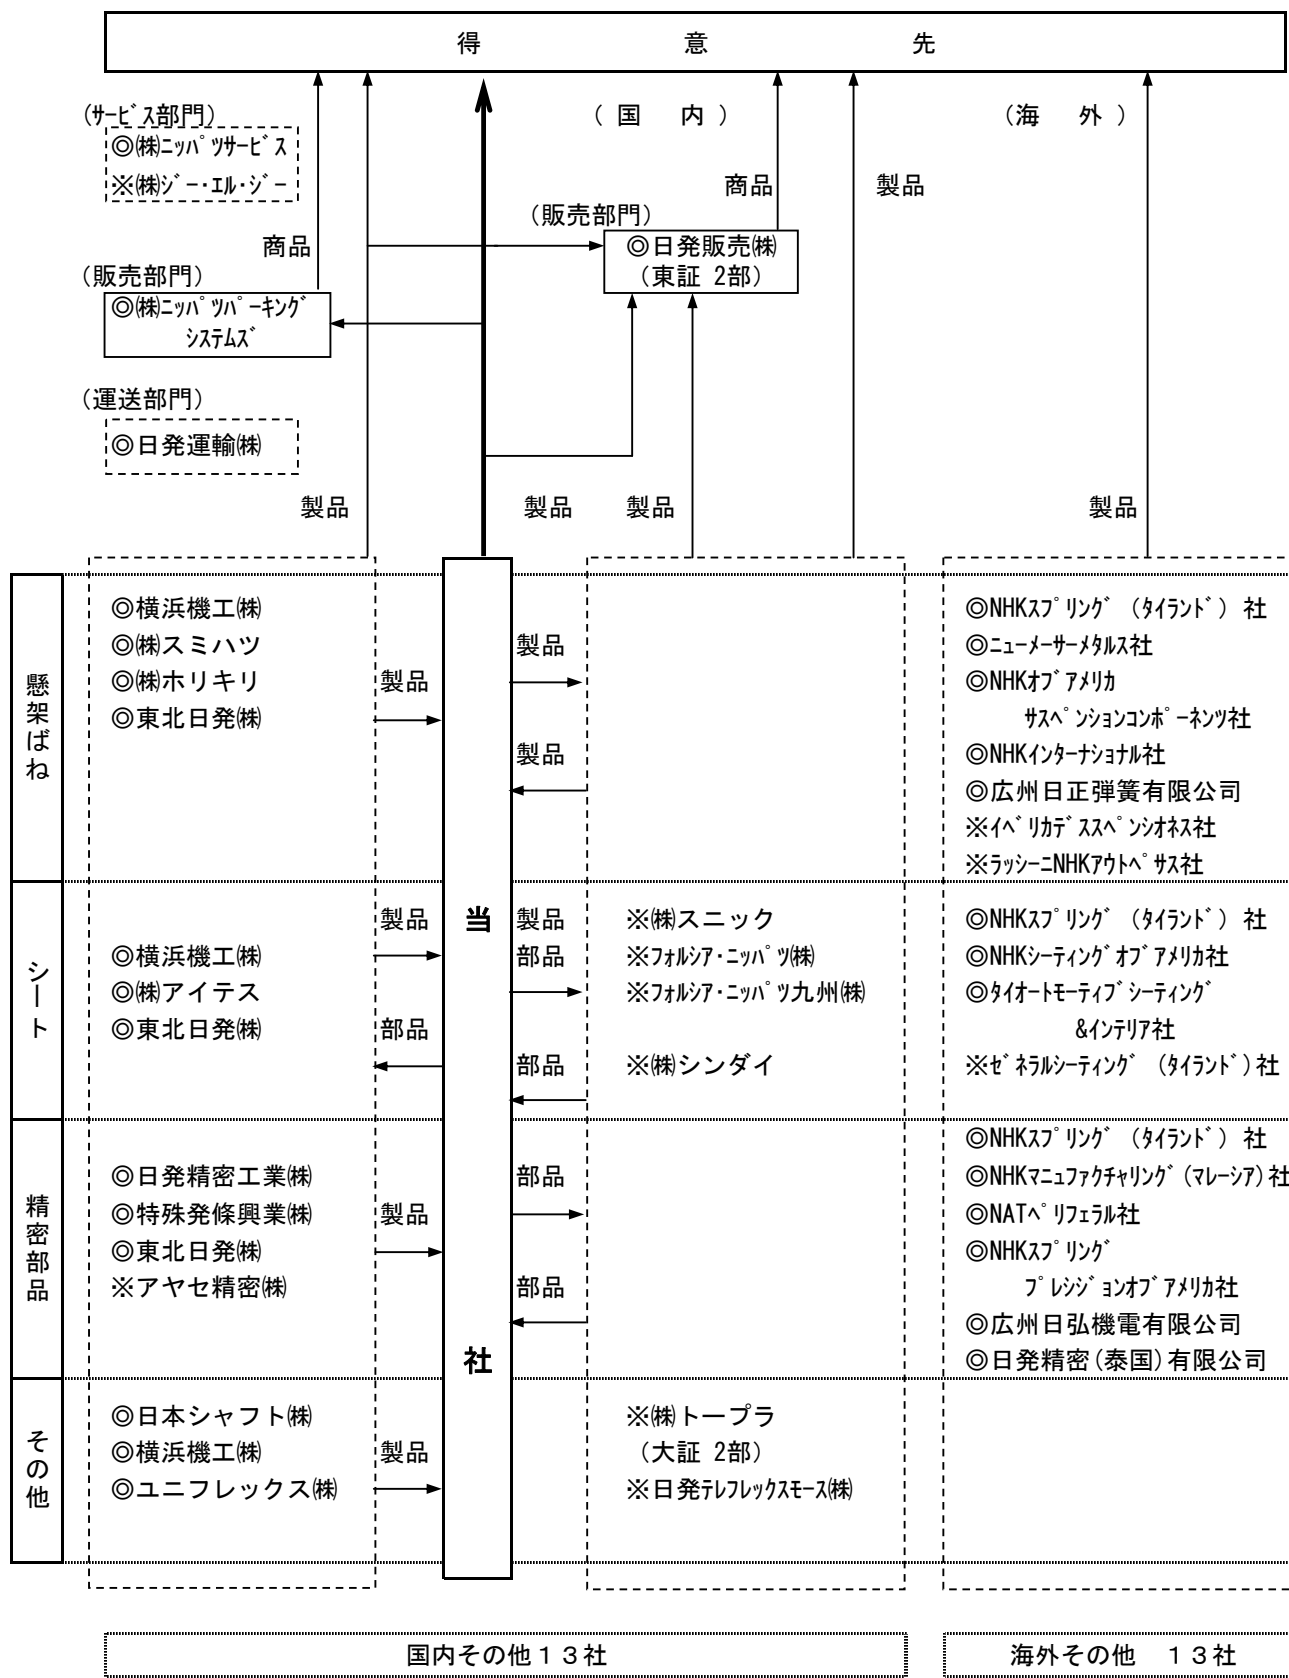 得 意 先
(サービス部門)
(国 内)
(海 外)
◎㈱ニッパツサービス
※㈱ジー・エル・ジー
商品
製品
(販売部門)
商品
◎日発販売㈱
(東証 2部)
(販売部門)
◎㈱ニッパツパーキング
システムズ
(運送部門)
◎日発運輸㈱
製品
製品
製品
製品
当社
懸架ばね
◎横浜機工㈱
◎㈱スミハツ
◎㈱ホリキリ
◎東北日発㈱
製品
製品
製品
◎NHKスプリング (タイランド) 社
◎ニューメーサーメタルス社
◎NHKオブアメリカ
サスペンションコンポーネンツ社
◎NHKインターナショナル社
◎広州日正弾簧有限公司
※イベリカデススペンシオネス社
※ラッシーニNHKアウトペサス社
シート
◎横浜機工㈱
◎㈱アイテス
◎東北日発㈱
製品
部品
製品
部品
部品
※㈱スニック
※フォルシア・ニッパツ㈱
※フォルシア・ニッパツ九州㈱
※㈱シンダイ
◎NHKスプリング (タイランド) 社
◎NHKシーティングオブアメリカ社
◎タイオートモーティブシーティング
&インテリア社
※ゼネラルシーティング (タイランド)社
精密部品
◎日発精密工業㈱
◎特殊発條興業㈱
◎東北日発㈱
※アヤセ精密㈱
製品
部品
部品
◎NHKスプリング (タイランド) 社
◎NHKマニュファクチャリング(マレーシア)社
◎NATペリフェラル社
◎NHKスプリング
プレシジョンオブアメリカ社
◎広州日弘機電有限公司
◎日発精密(泰国)有限公司
その他
◎日本シャフト㈱
◎横浜機工㈱
◎ユニフレックス㈱
製品
※㈱トープラ
(大証 2部)
※日発テレフレックスモース㈱
国内その他13社
海外その他 13社